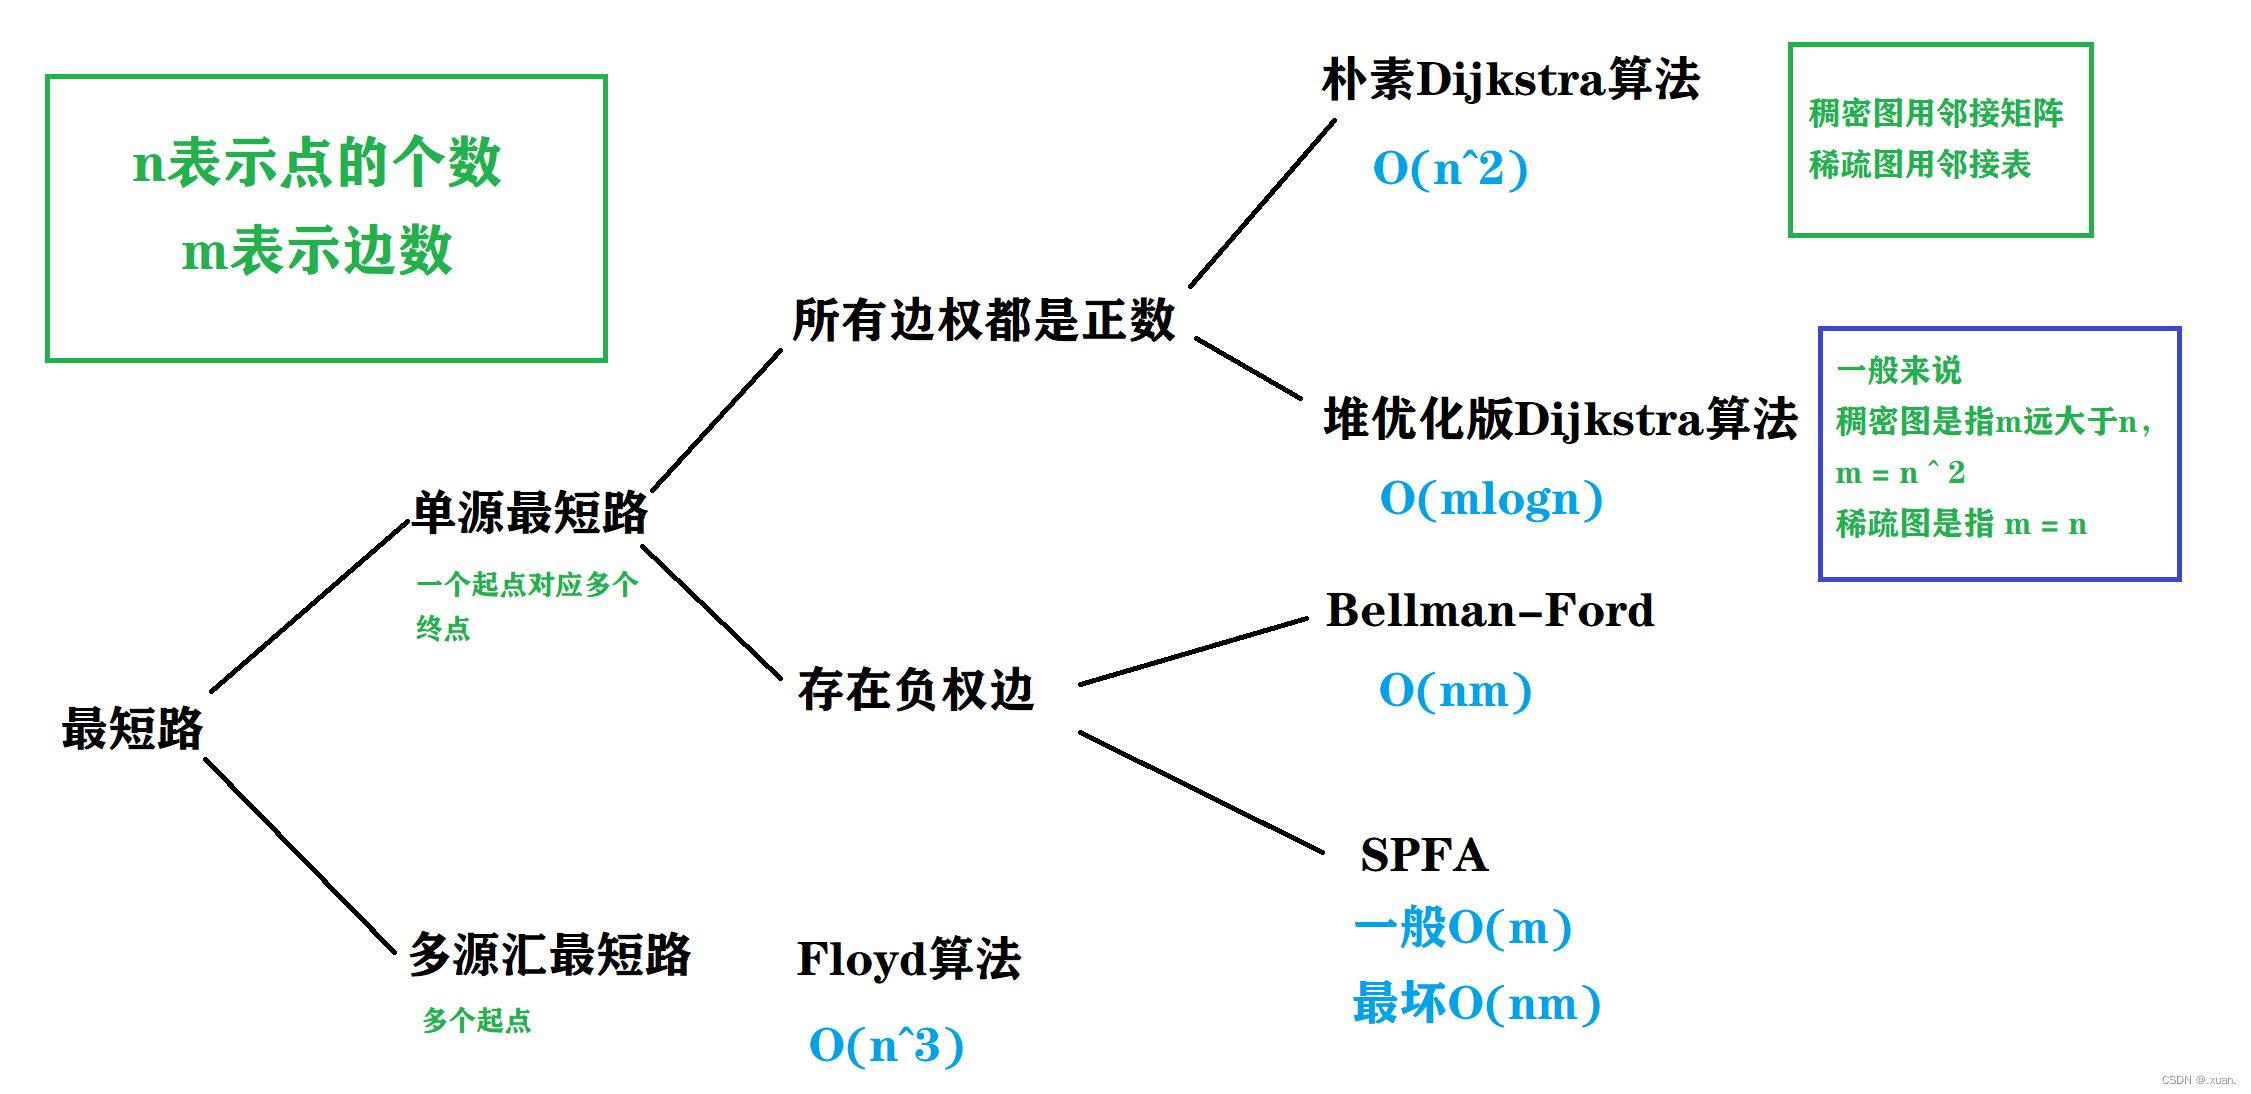 n表示点的个数
m表示边数
朴素Dijkstra算法
O(n^2)
稠密图用邻接矩阵
稀疏图用邻接表
所有边权都是正数
堆优化版Dijkstra算法
O(mlogn)
一般来说
稠密图是指m远大于n，
m = n ^ 2
稀疏图是指 m = n
单源最短路
一个起点对应多个
终点
Bellman-Ford
O(nm)
存在负权边
最短路
SPFA
一般O(m)
最坏O(nm)
多源汇最短路
多个起点
Floyd算法
O(n^3)
CSDN @.xuan.